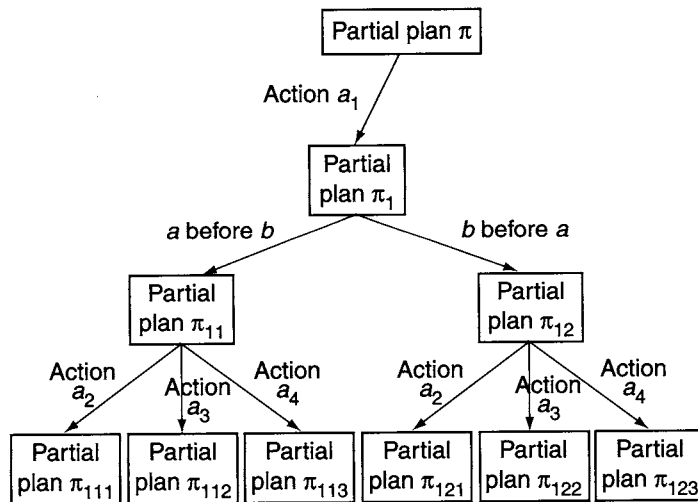 Partial plan π
Action a₁
Partial
plan π₁
a before b
b before a
Partial
plan π₁₁
Partial
plan π₁₂
Action
a₂
Action
a₃
Action
a₄
Action
a₂
Action
a₃
Action
a₄
Partial
plan π₁₁₁
Partial
plan π₁₁₂
Partial
plan π₁₁₃
Partial
plan π₁₂₁
Partial
plan π₁₂₂
Partial
plan π₁₂₃